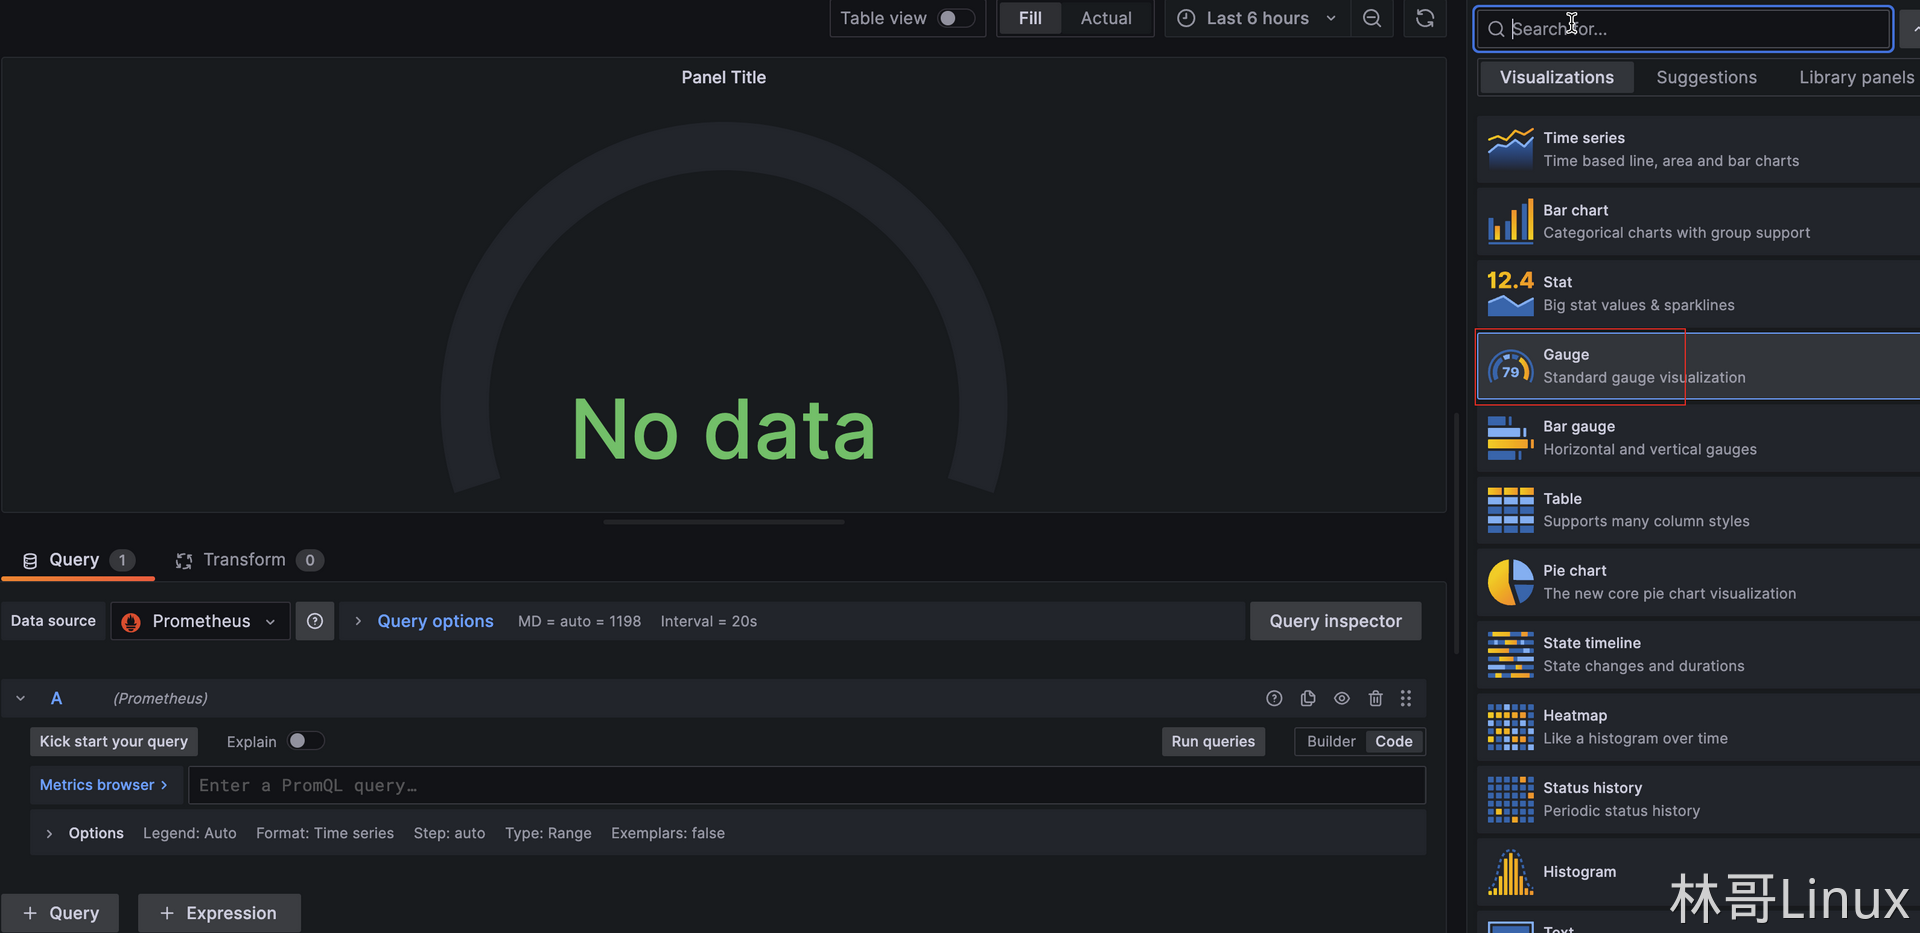 Table view
Fill
Actual
Last 6 hours
Search for...
Visualizations
Suggestions
Library panels
Panel Title
No data
Time series
Time based line, area and bar charts
Bar chart
Categorical charts with group support
12.4
Stat
Big stat values & sparklines
79
Gauge
Standard gauge visualization
Bar gauge
Horizontal and vertical gauges
Table
Supports many column styles
Pie chart
The new core pie chart visualization
State timeline
State changes and durations
Heatmap
Like a histogram over time
Status history
Periodic status history
Histogram
Text
Query 1
Transform 0
Data source
Prometheus
Query options
MD = auto = 1198
Interval = 20s
Query inspector
A
(Prometheus)
Kick start your query
Explain
Run queries
Builder
Code
Metrics browser >
Enter a PromQL query…
Options
Legend: Auto
Format: Time series
Step: auto
Type: Range
Exemplars: false
+ Query
+ Expression
林哥Linux